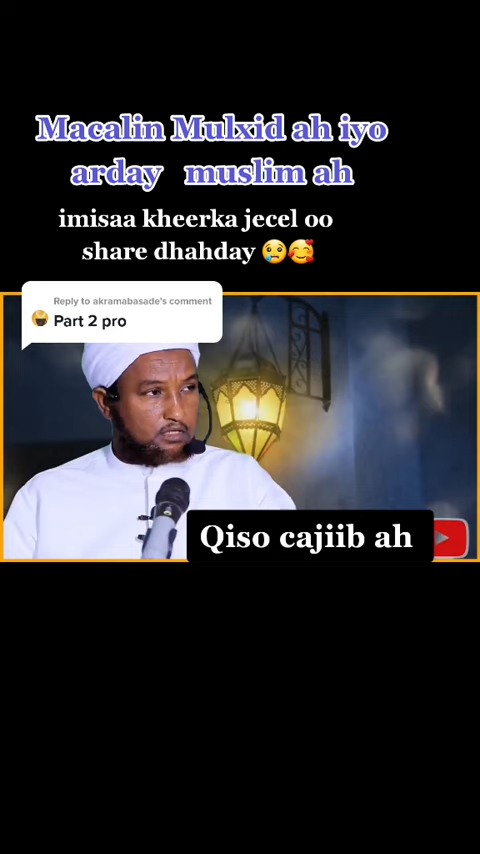 Macalin Mulxid ah iyo
arday muslim ah
imisaa kheerka jecel oo
share dhahday 😢🥰
Reply to akramabasade's comment
Part 2 pro
Qiso cajiib ah